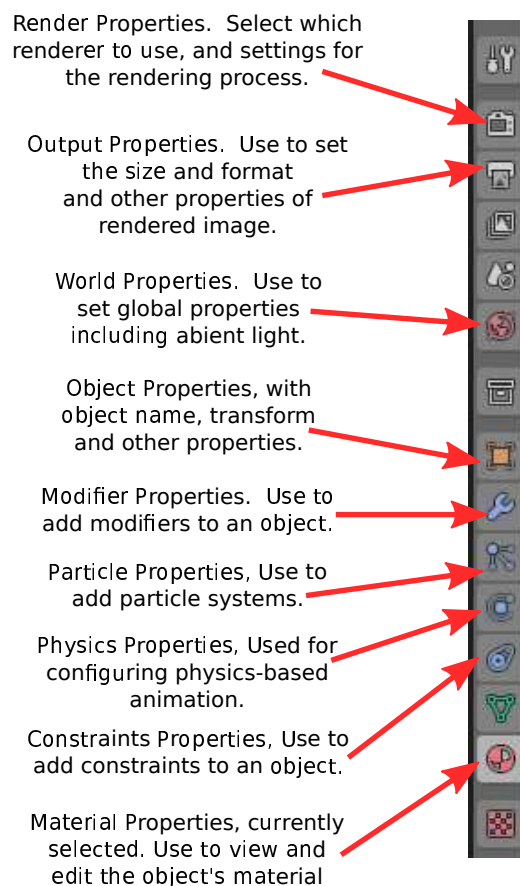 Render Properties.  Select which
renderer to use, and settings for
the rendering process.
Output Properties.  Use to set
the size and format
and other properties of
rendered image.
World Properties.  Use to
set global properties
including abient light.
Object Properties, with
object name, transform
and other properties.
Modifier Properties.  Use to
add modifiers to an object.
Particle Properties, Use to
add particle systems.
Physics Properties, Used for
configuring physics-based
animation.
Constraints Properties, Use to
add constraints to an object.
Material Properties, currently
selected. Use to view and
edit the object's material